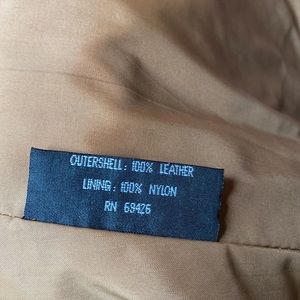 OUTERSHELL: 100% LEATHER
LINING: 100% NYLON
RN 69426